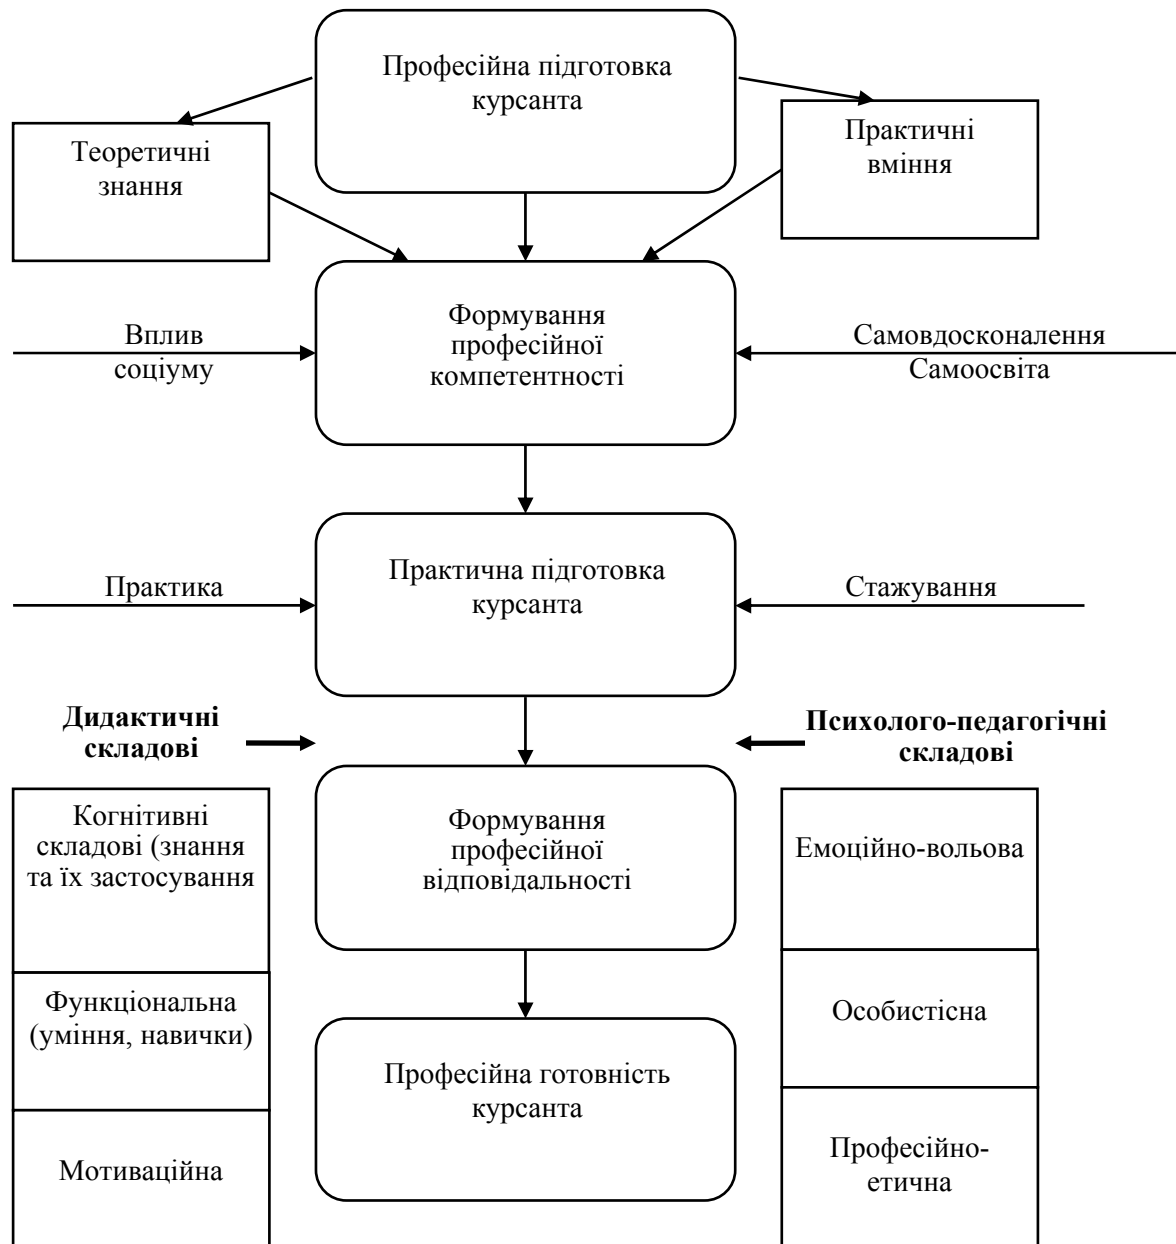 Професійна підготовка
курсанта
Теоретичні
знання
Практичні
вміння
Вплив
соціуму
Формування
професійної
компетентності
Самовдосконалення
Самоосвіта
Практика
Практична підготовка
курсанта
Стажування
Дидактичні
складові
Психолого-педагогічні
складові
Когнітивні
складові (знання
та їх застосування
Формування
професійної
відповідальності
Емоційно-вольова
Функціональна
(уміння, навички)
Особистісна
Професійна готовність
курсанта
Мотиваційна
Професійно-
етична